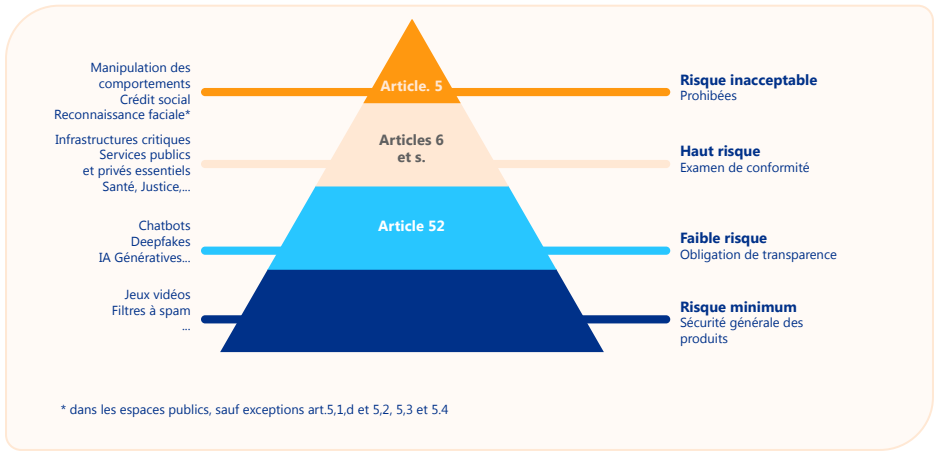 Manipulation des
comportements
Crédit social
Reconnaissance faciale*
Article. 5
Risque inacceptable
Prohibées
Infrastructures critiques
Services publics
et privés essentiels
Santé, Justice,...
Articles 6
et s.
Haut risque
Examen de conformité
Chatbots
Deepfakes
IA Génératives...
Article 52
Faible risque
Obligation de transparence
Jeux vidéos
Filtres à spam
...
Risque minimum
Sécurité générale des
produits
* dans les espaces publics, sauf exceptions art.5,1,d et 5,2, 5,3 et 5.4